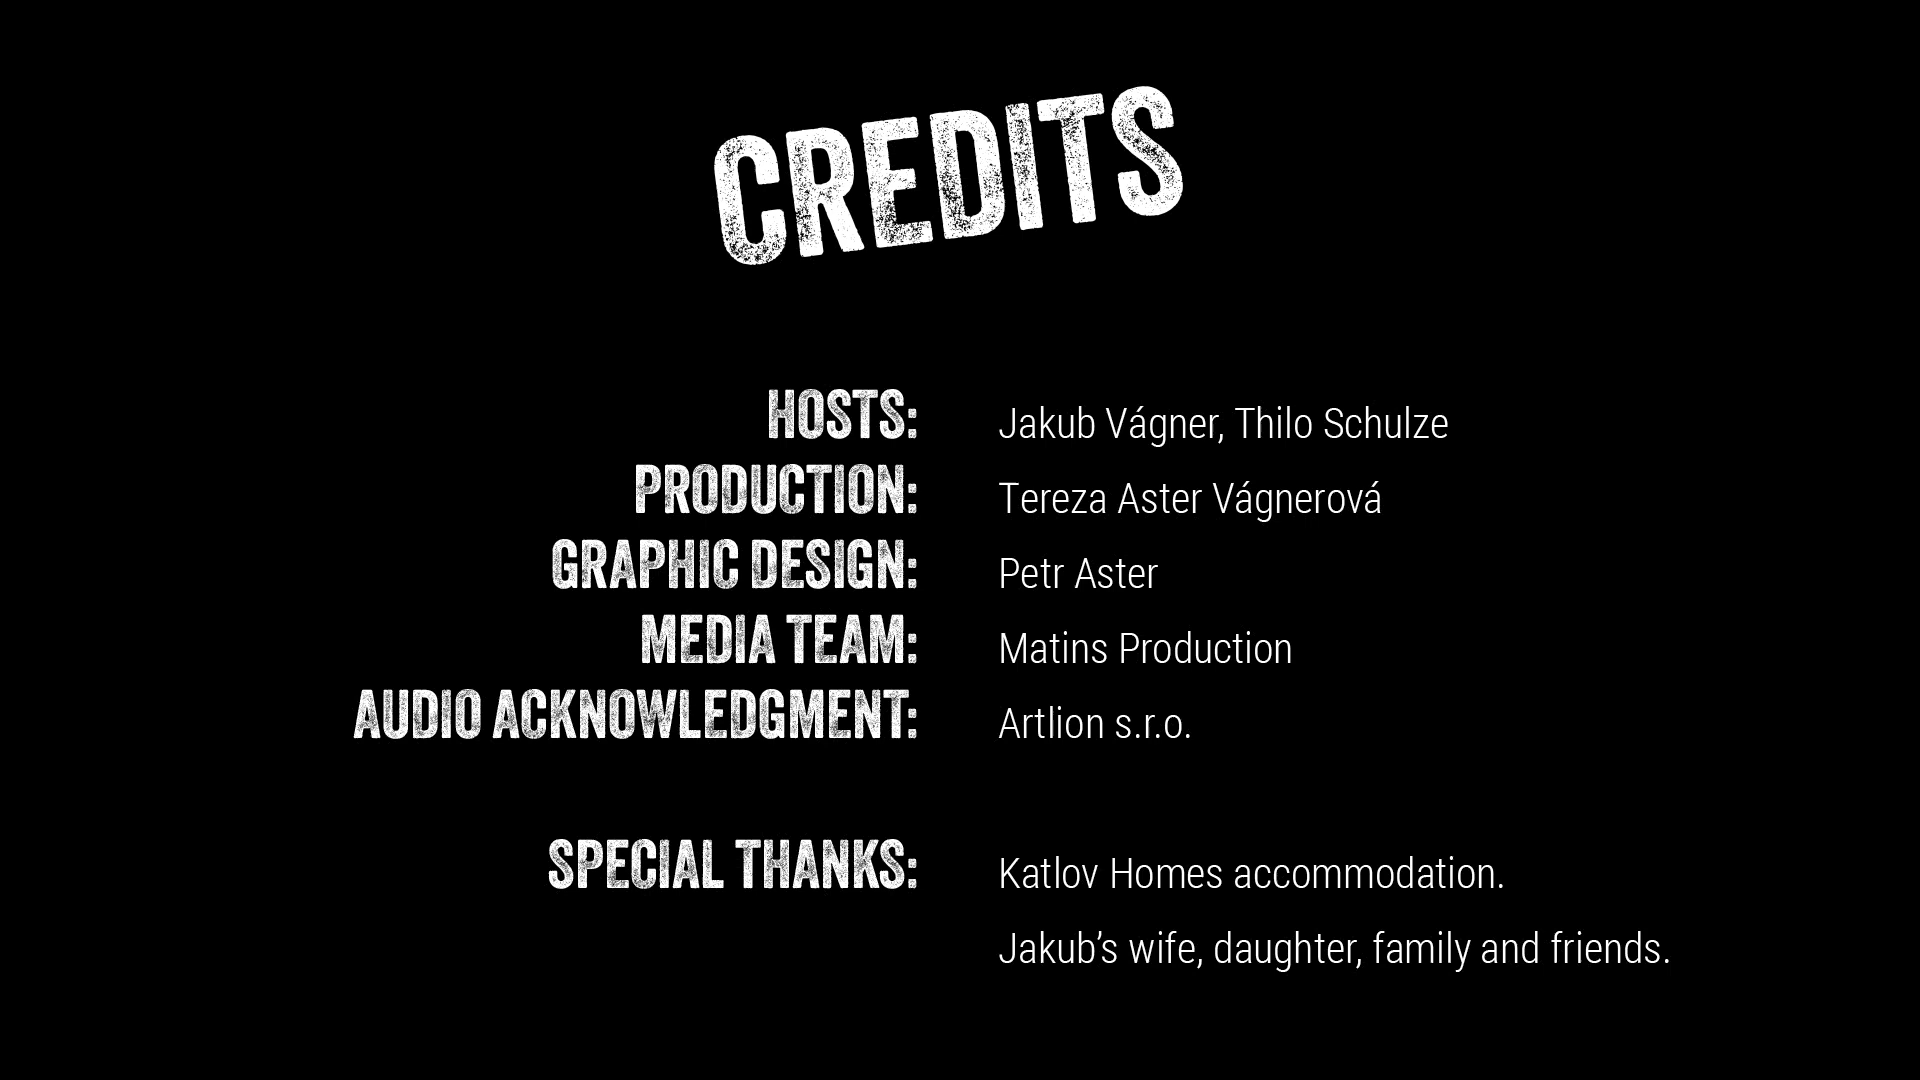 CREDITS
HOSTS: Jakub Vágner, Thilo Schulze
PRODUCTION: Tereza Aster Vágnerová
GRAPHIC DESIGN: Petr Aster
MEDIA TEAM: Matins Production
AUDIO ACKNOWLEDGMENT: Artlion s.r.o.
SPECIAL THANKS: Katlov Homes accommodation.
Jakub’s wife, daughter, family and friends.